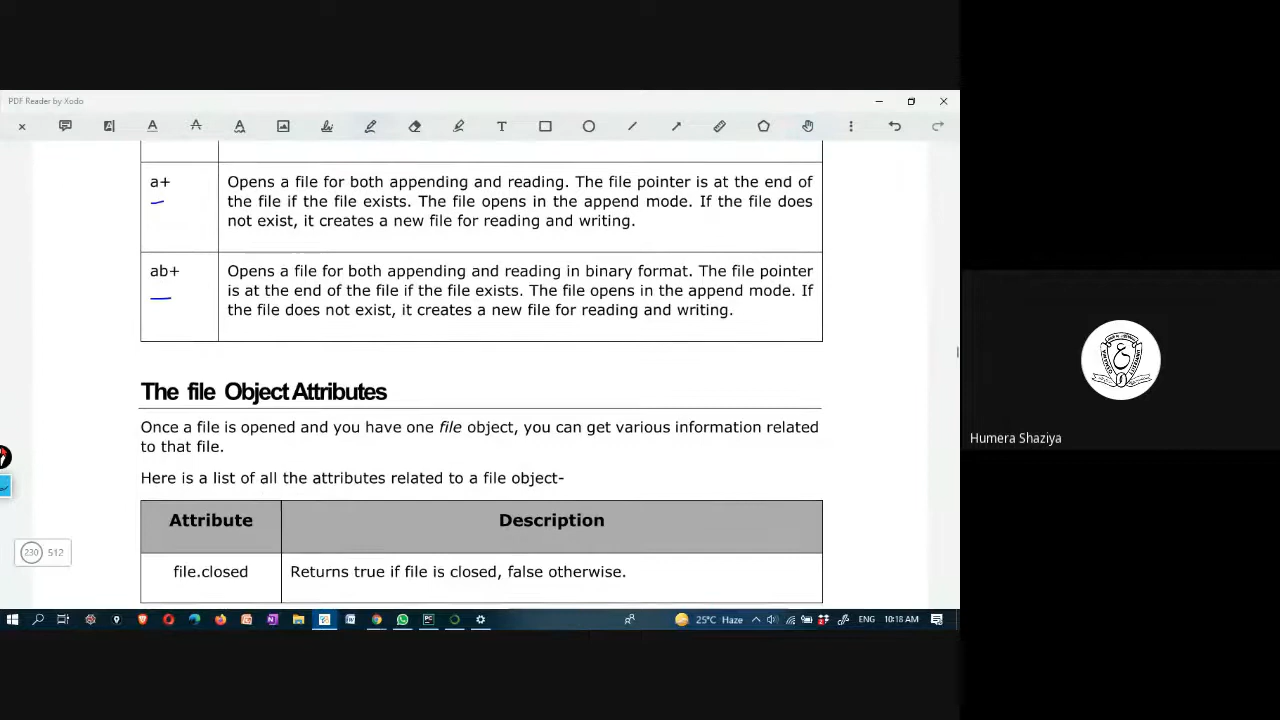 PDF Reader by Xodo
a+
Opens a file for both appending and reading. The file pointer is at the end of
the file if the file exists. The file opens in the append mode. If the file does
not exist, it creates a new file for reading and writing.
ab+
Opens a file for both appending and reading in binary format. The file pointer
is at the end of the file if the file exists. The file opens in the append mode. If
the file does not exist, it creates a new file for reading and writing.
The file Object Attributes
Once a file is opened and you have one file object, you can get various information related
to that file.
Here is a list of all the attributes related to a file object-
Attribute Description
file.closed Returns true if file is closed, false otherwise.
230 512
25°C Haze ENG 10:18 AM
Humera Shaziya